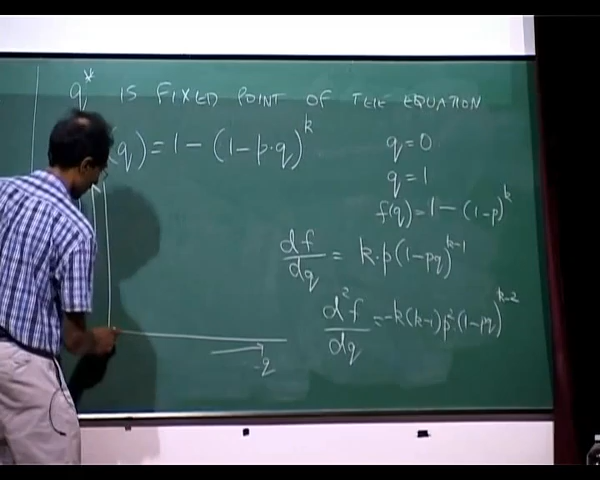 q* IS FIXED POINT OF THE EQUATION
(q) = 1 - (1 - p·q)^k
q = 0
q = 1
f(q) = 1 - (1-p)^k
df/dq = k·p(1-pq)^{k-1}
d²f/dq = -k(k-1)p²·(1-pq)^{k-2}
q